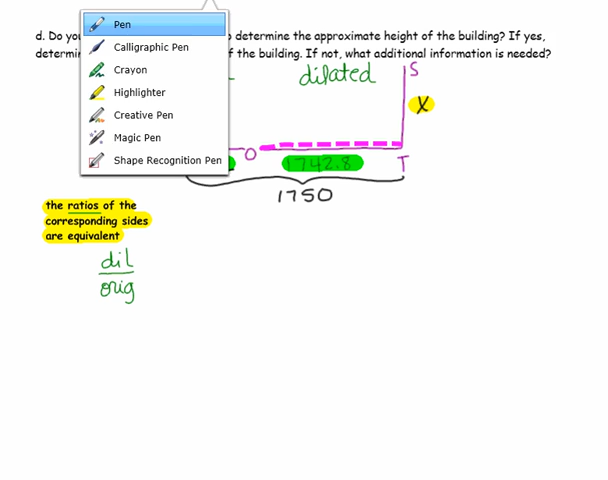 d. Do you
Pen
o determine the approximate height of the building? If yes,
determin
Calligraphic Pen
of the building. If not, what additional information is needed?
Crayon
Highlighter
Creative Pen
Magic Pen
Shape Recognition Pen
dilated
S
X
O
1742.8
T
1750
the ratios of the
corresponding sides
are equivalent
dil
orig